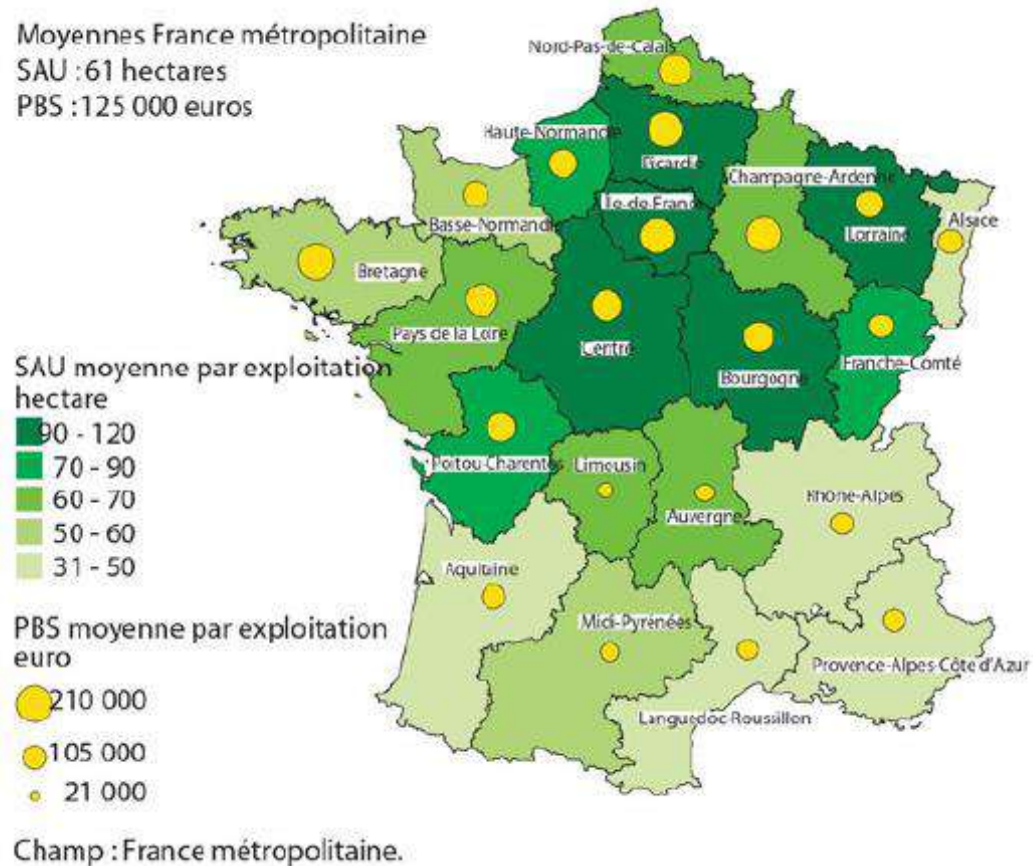 Moyennes France métropolitaine
SAU : 61 hectares
PBS : 125 000 euros
Nord-Pas-de-Calais
Haute-Normandie
Picardie
Champagne-Ardenne
Île-de-France
Basse-Normandie
Lorraine
Alsace
Bretagne
Pays de la Loire
Centre
Bourgogne
Franche-Comté
SAU moyenne par exploitation
hectare
90 - 120
70 - 90
60 - 70
50 - 60
31 - 50
Poitou-Charentes
Limousin
Auvergne
Rhône-Alpes
Aquitaine
Midi-Pyrénées
Provence-Alpes-Côte d'Azur
Languedoc-Roussillon
PBS moyenne par exploitation
euro
210 000
105 000
21 000
Champ : France métropolitaine.